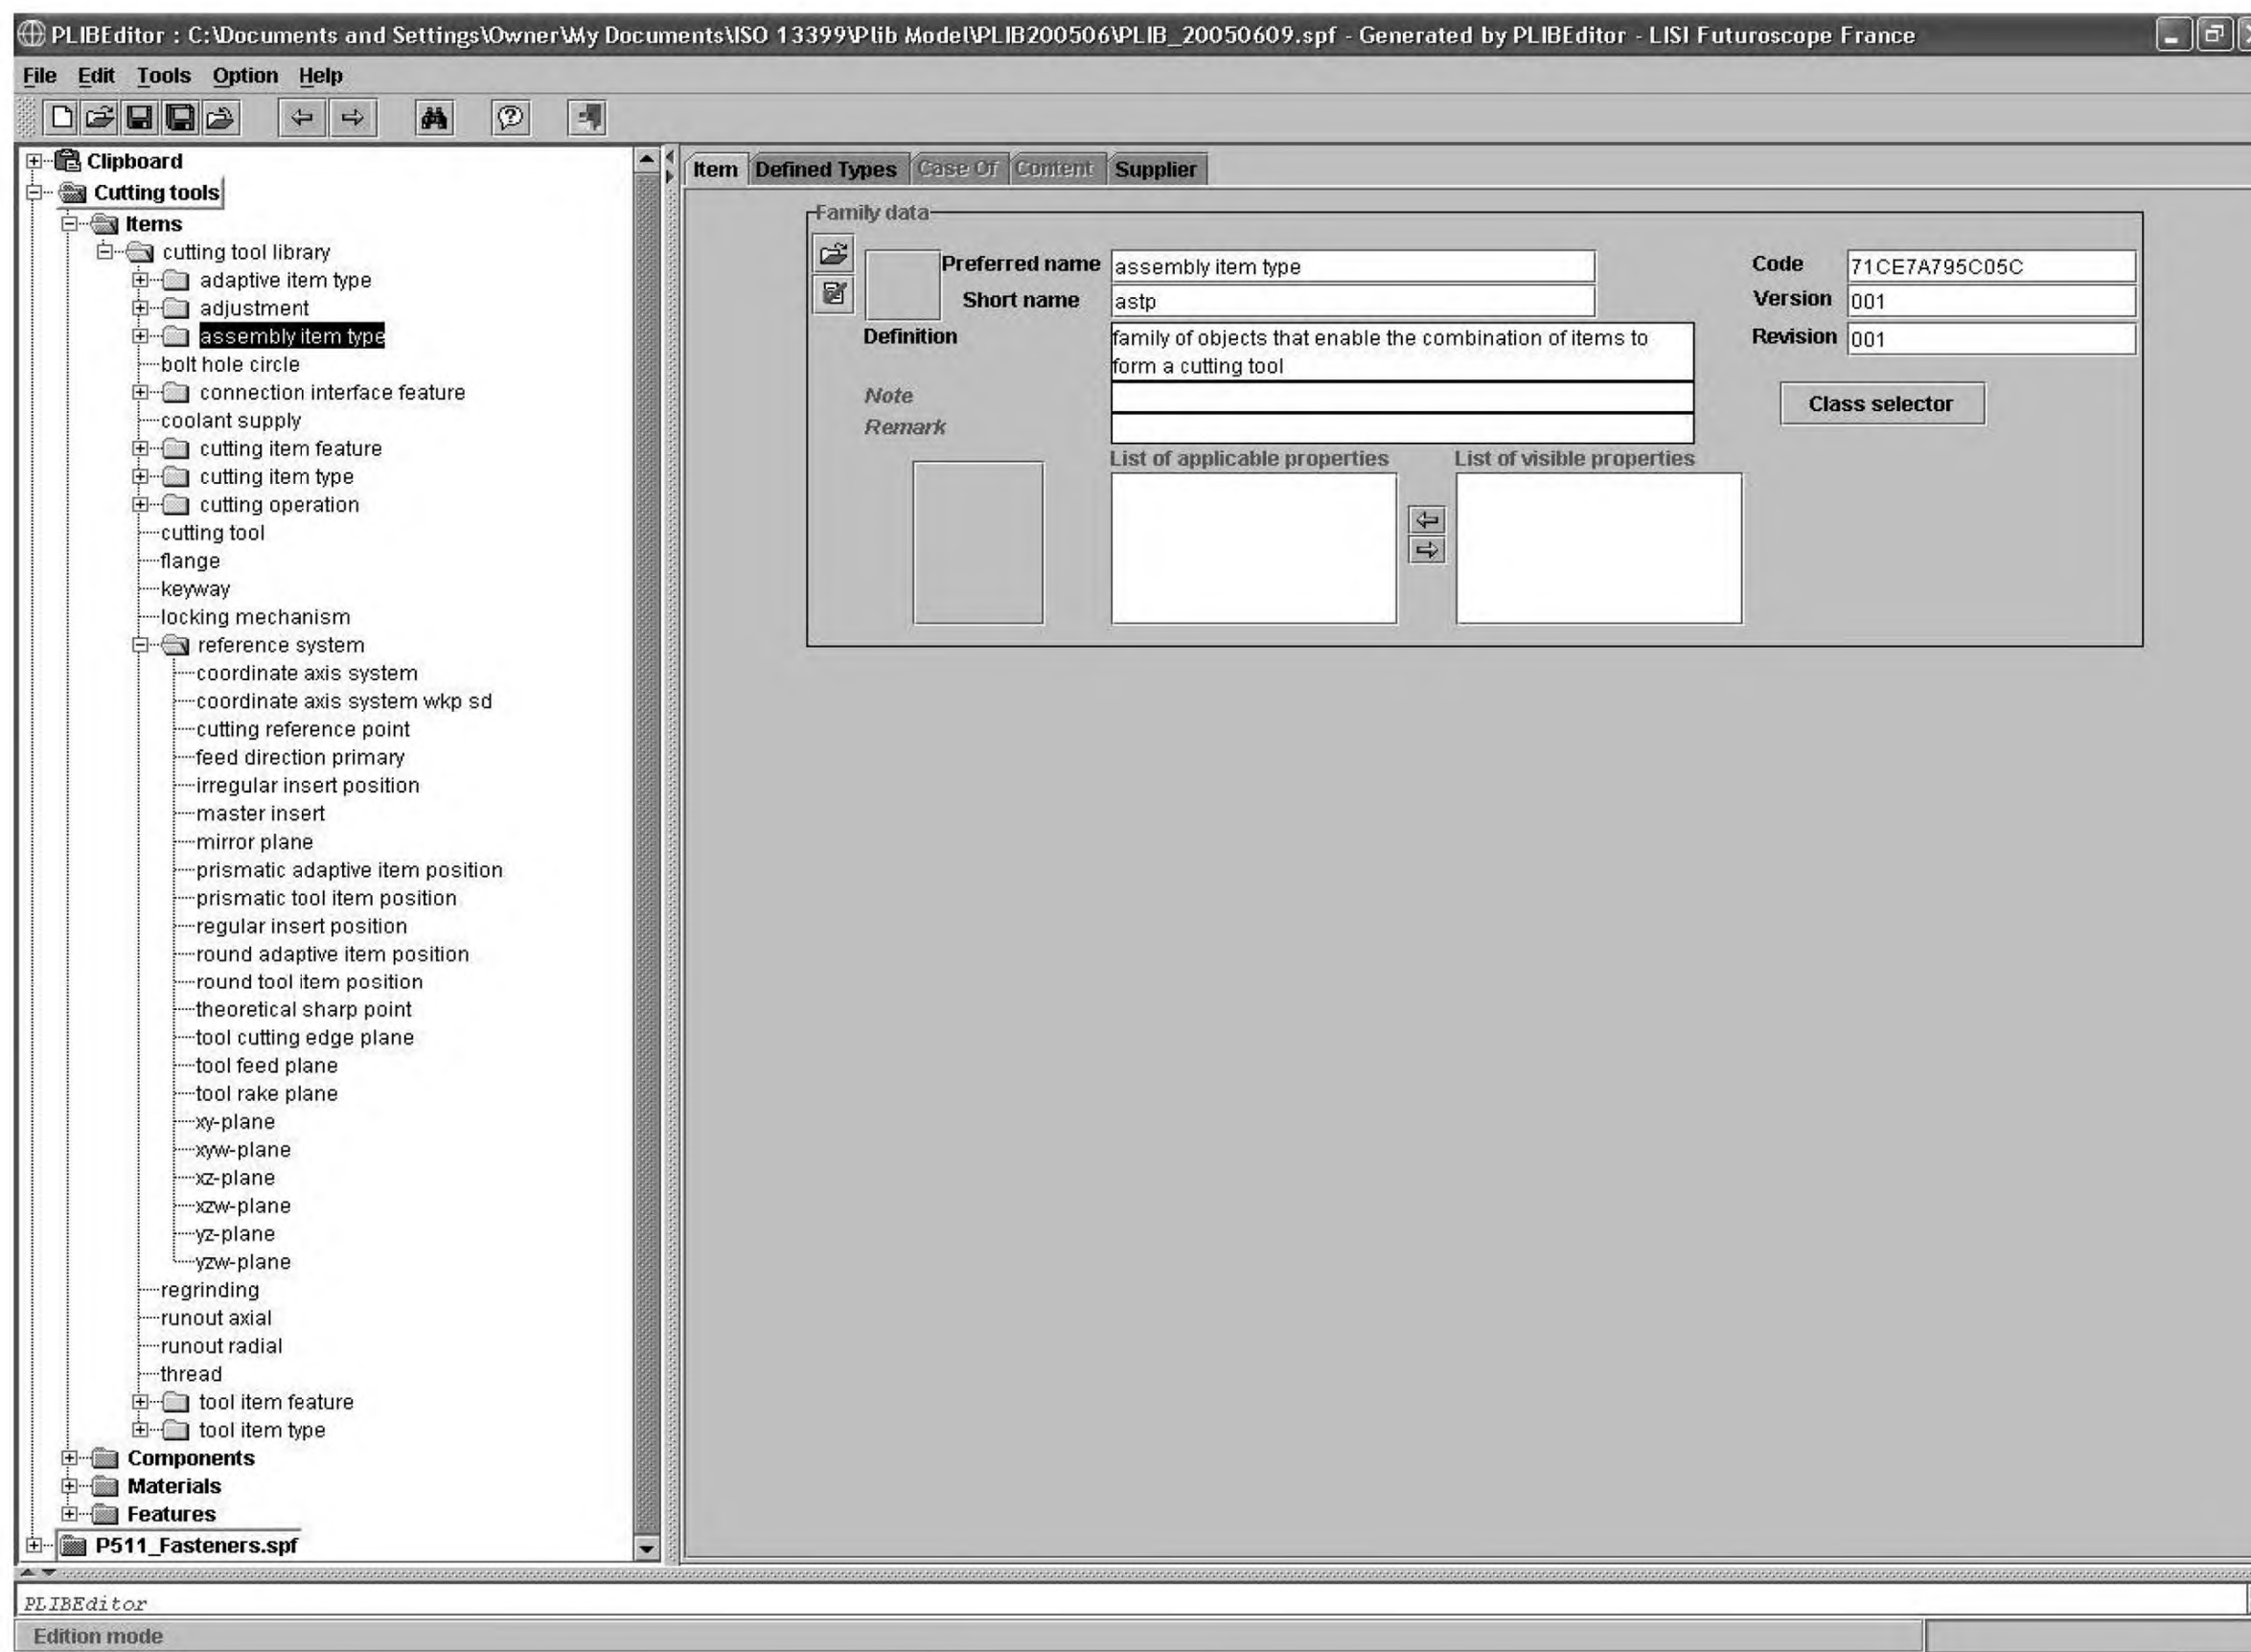 PLIBEditor : C:\Documents and Settings\Owner\My Documents\ISO 13399\Plib Model\PLIB200506\PLIB_20050609.spf - Generated by PLIBEditor - LISI Futuroscope France
File Edit Tools Option Help
Clipboard
Cutting tools
Items
cutting tool library
adaptive item type
adjustment
assembly item type
bolt hole circle
connection interface feature
coolant supply
cutting item feature
cutting item type
cutting operation
cutting tool
flange
keyway
locking mechanism
reference system
coordinate axis system
coordinate axis system wkp sd
cutting reference point
feed direction primary
irregular insert position
master insert
mirror plane
prismatic adaptive item position
prismatic tool item position
regular insert position
round adaptive item position
round tool item position
theoretical sharp point
tool cutting edge plane
tool feed plane
tool rake plane
xy-plane
xyw-plane
xz-plane
xzw-plane
yz-plane
yzw-plane
regrinding
runout axial
runout radial
thread
tool item feature
tool item type
Components
Materials
Features
P511_Fasteners.spf
Item Defined Types Case Of Content Supplier
Family data
Preferred name assembly item type
Short name astp
Definition family of objects that enable the combination of items to
form a cutting tool
Note
Remark
Code 71CE7A795C05C
Version 001
Revision 001
Class selector
List of applicable properties List of visible properties
PLIBEditor
Edition mode